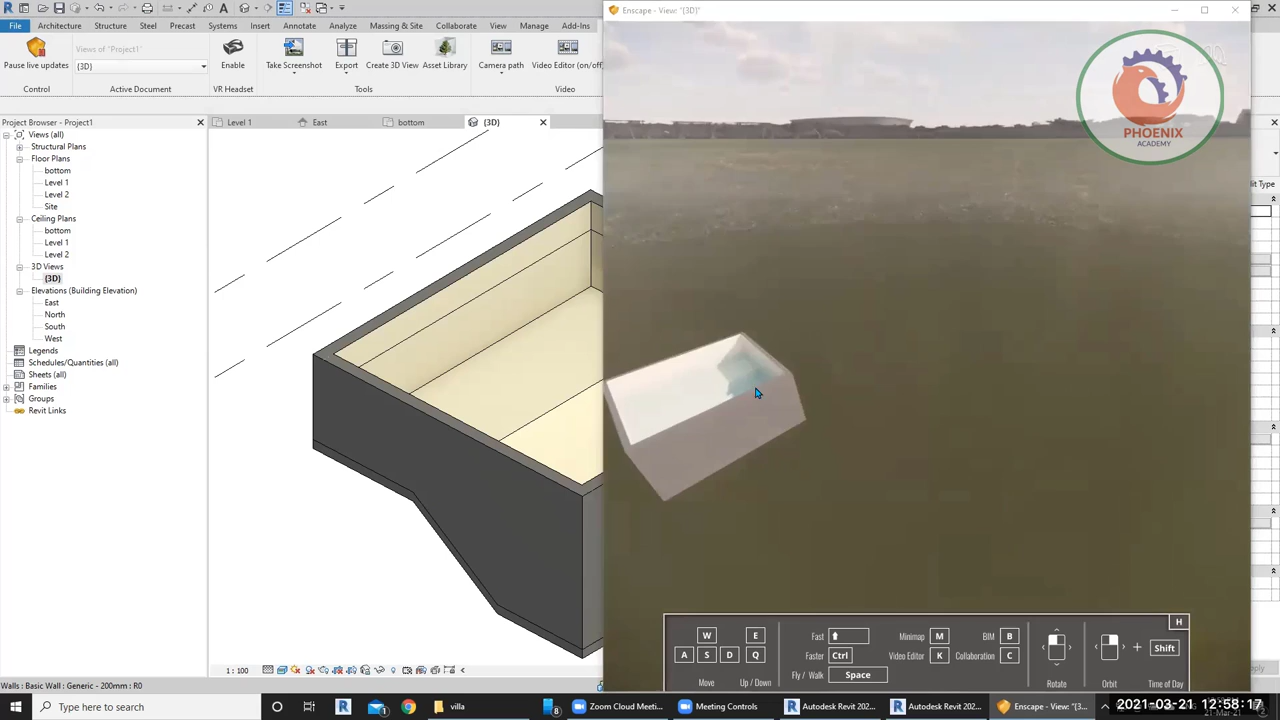 File Architecture Structure Steel Precast Systems Insert Annotate Analyze Massing & Site Collaborate View Manage Add-Ins
Pause live updates
Control
Views of "Project1"
{3D}
Active Document
Enable
VR Headset
Take Screenshot
Export
Create 3D View
Asset Library
Tools
Camera path
Video Editor (on/off)
Video
Project Browser - Project1
Views (all)
Structural Plans
Floor Plans
bottom
Level 1
Level 2
Site
Ceiling Plans
bottom
Level 1
Level 2
3D Views
{3D}
Elevations (Building Elevation)
East
North
South
West
Legends
Schedules/Quantities (all)
Sheets (all)
Families
Groups
Revit Links
Level 1
East
bottom
{3D}
1 : 100
Walls : Basic Wall : Generic - 200mm : R0
Enscape - View: "{3D}"
PHOENIX
ACADEMY
H
W E
A S D Q
Move Up / Down
Fast
Faster Ctrl
Fly / Walk Space
Minimap M
Video Editor K
BIM B
Collaboration C
Rotate
Orbit
+ Shift
Time of Day
Type here to search
villa
Zoom Cloud Meeti...
Meeting Controls
Autodesk Revit 202...
Autodesk Revit 202...
Enscape - View: "{3...
2021-03-21 12:58:17